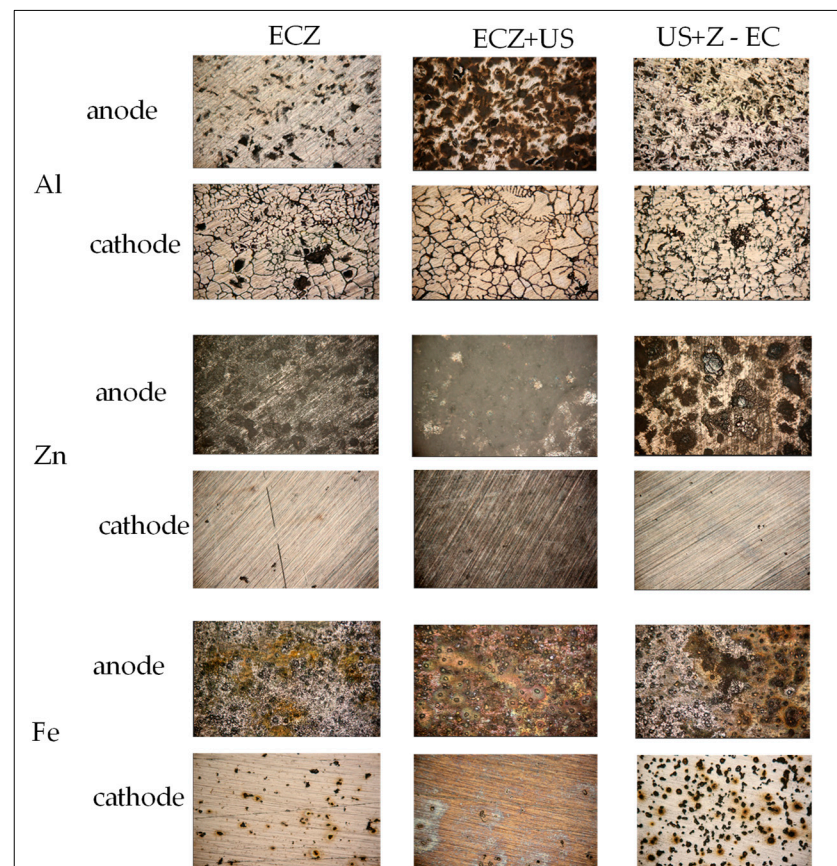 ECZ ECZ+US US+Z - EC
anode
Al
cathode
anode
Zn
cathode
anode
Fe
cathode